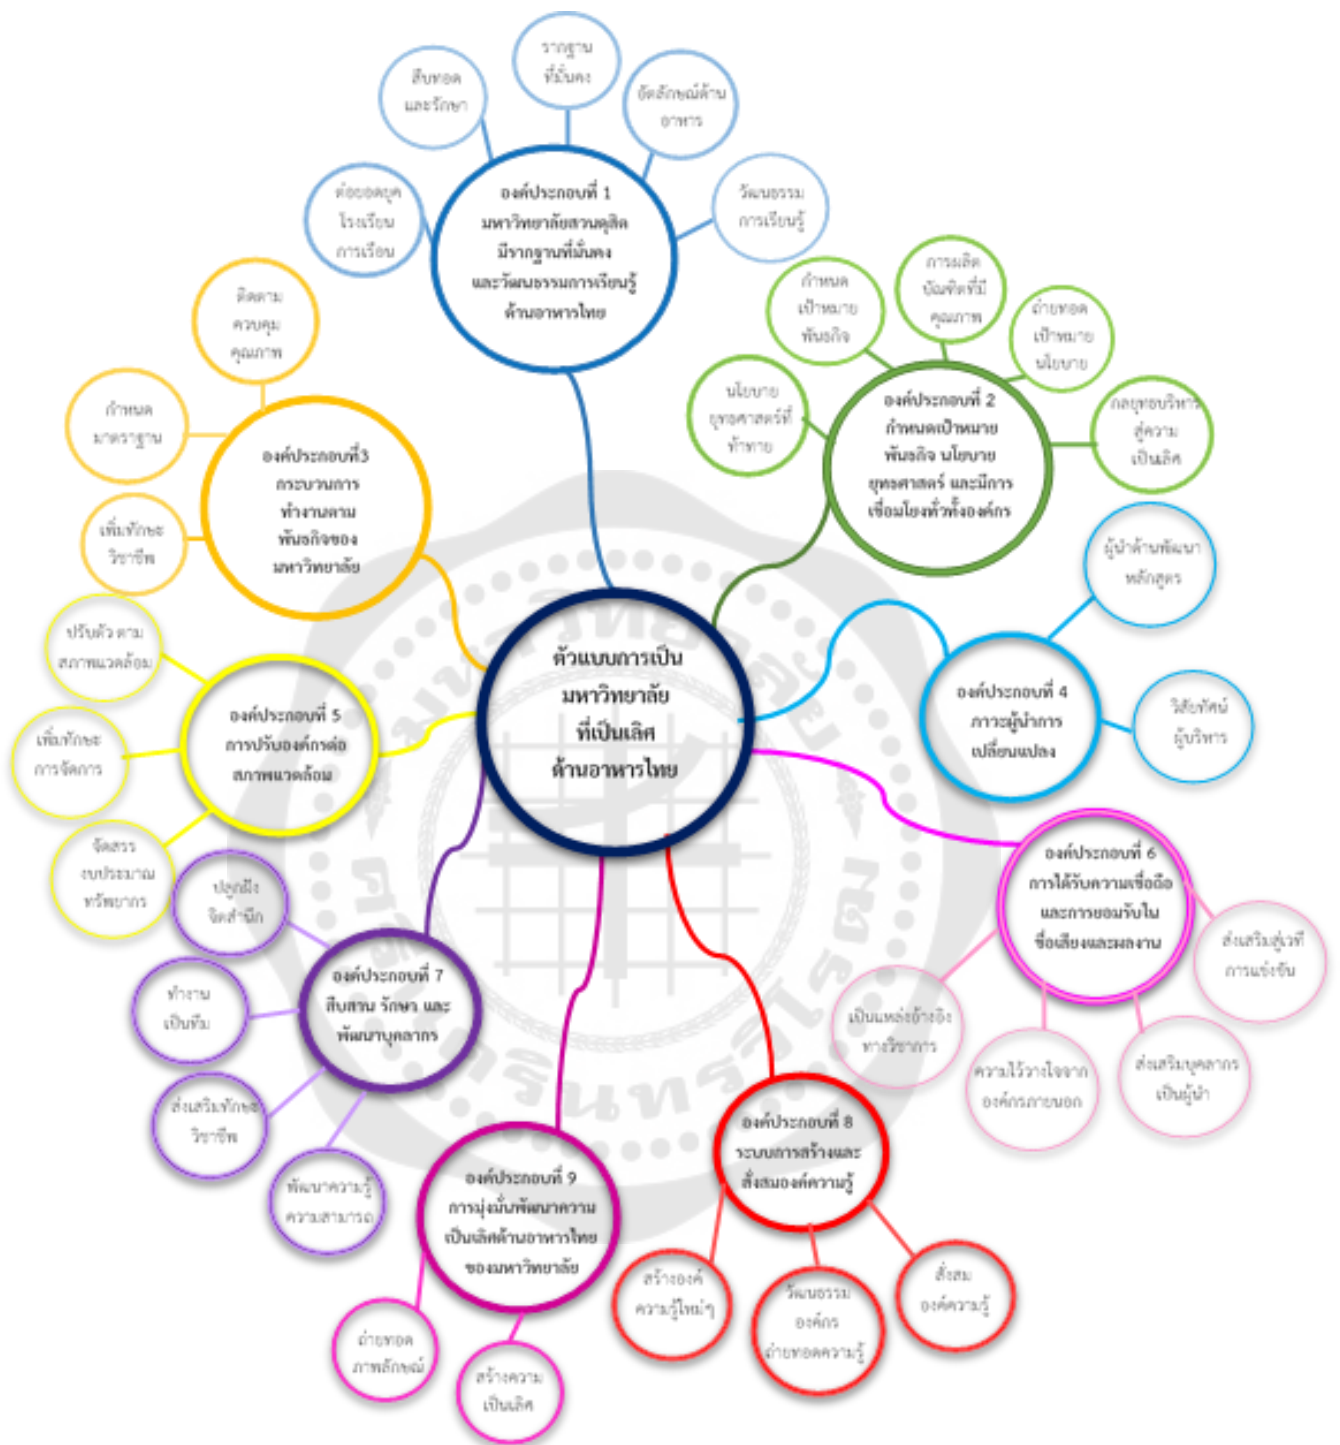 รากฐาน
ที่มั่นคง
สืบทอด
และรักษา
อัตลักษณ์ด้าน
อาหาร
ต่อยอดยุค
โรงเรียน
การเรือน
วัฒนธรรม
การเรียนรู้
องค์ประกอบที่ 1
มหาวิทยาลัยสวนดุสิต
มีรากฐานที่มั่นคง
และวัฒนธรรมการเรียนรู้
ด้านอาหารไทย
นโยบาย
ยุทธศาสตร์ที่
ท้าทาย
กำหนด
เป้าหมาย
พันธกิจ
การผลิต
บัณฑิตที่มี
คุณภาพ
ถ่ายทอด
เป้าหมาย
นโยบาย
กลยุทธบริหาร
สู่ความ
เป็นเลิศ
องค์ประกอบที่ 2
กำหนดเป้าหมาย
พันธกิจ นโยบาย
ยุทธศาสตร์ และมีการ
เชื่อมโยงทั่วทั้งองค์กร
ติดตาม
ควบคุม
คุณภาพ
กำหนด
มาตราฐาน
เพิ่มทักษะ
วิชาชีพ
องค์ประกอบที่3
กระบวนการ
ทำงานตาม
พันธกิจของ
มหาวิทยาลัย
ผู้นำด้านพัฒนา
หลักสูตร
วิสัยทัศน์
ผู้บริหาร
องค์ประกอบที่ 4
ภาวะผู้นำการ
เปลี่ยนแปลง
ตัวแบบการเป็น
มหาวิทยาลัย
ที่เป็นเลิศ
ด้านอาหารไทย
ปรับตัว ตาม
สภาพแวดล้อม
เพิ่มทักษะ
การจัดการ
จัดสรร
งบประมาณ
ทรัพยากร
องค์ประกอบที่ 5
การปรับองค์กรต่อ
สภาพแวดล้อม
องค์ประกอบที่ 6
การได้รับความเชื่อถือ
และการยอมรับใน
ชื่อเสียงและผลงาน
เป็นแหล่งอ้างอิง
ทางวิชาการ
ความไว้วางใจจาก
องค์กรภายนอก
ส่งเสริมบุคลากร
เป็นผู้นำ
ส่งเสริมสู่เวที
การแข่งขัน
ปลูกฝัง
จิตสำนึก
ทำงาน
เป็นทีม
ส่งเสริมทักษะ
วิชาชีพ
พัฒนาความรู้
ความสามารถ
องค์ประกอบที่ 7
สืบสาน รักษา และ
พัฒนาบุคลากร
องค์ประกอบที่ 8
ระบบการสร้างและ
สั่งสมองค์ความรู้
สร้างองค์
ความรู้ใหม่ๆ
วัฒนธรรม
องค์กร
ถ่ายทอดความรู้
สั่งสม
องค์ความรู้
องค์ประกอบที่ 9
การมุ่งมั่นพัฒนาความ
เป็นเลิศด้านอาหารไทย
ของมหาวิทยาลัย
ถ่ายทอด
ภาพลักษณ์
สร้างความ
เป็นเลิศ